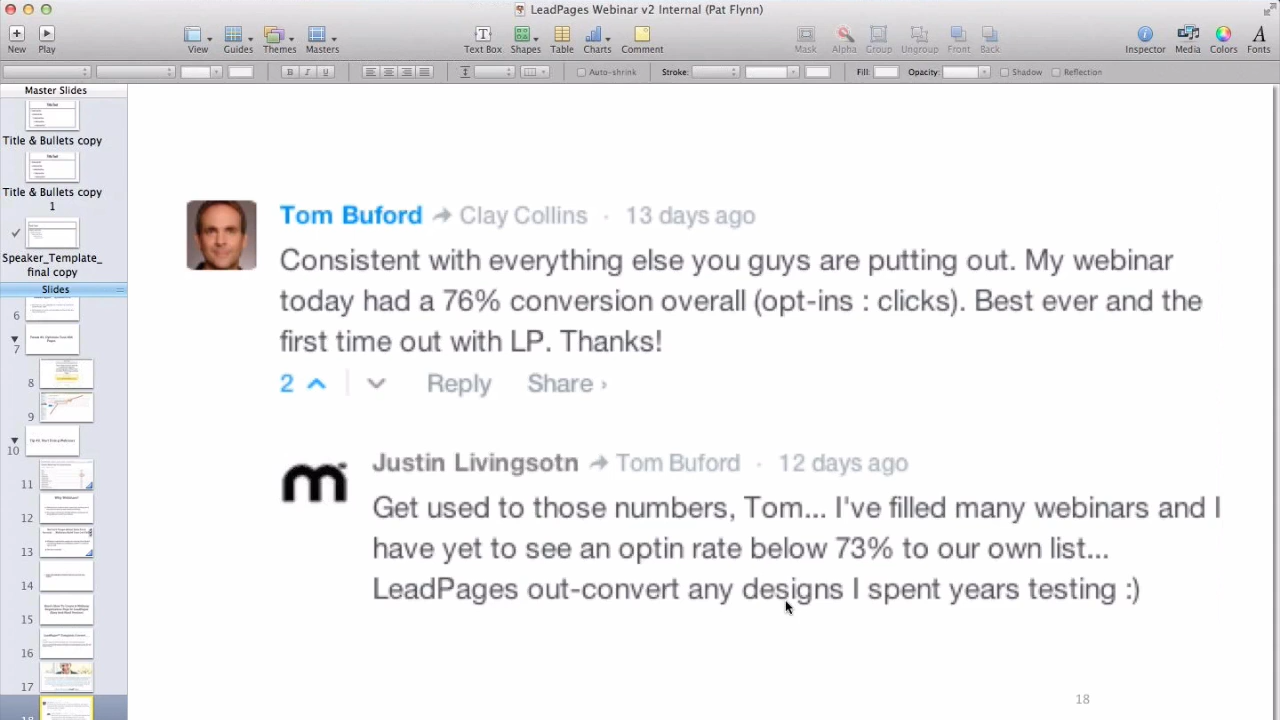 LeadPages Webinar v2 Internal (Pat Flynn)
New Play View Guides Themes Masters Text Box Shapes Table Charts Comment Mask Alpha Group Ungroup Front Back Inspector Media Colors Fonts
B I U Auto-shrink Stroke: Fill: Opacity: Shadow Reflection
Master Slides
Title & Bullets copy
Title & Bullets copy
1
Speaker_Template_
final copy
Slides
6
7
8
9
10
11
12
Why Webinars?
13
14
15
16
17
18
Tom Buford Clay Collins · 13 days ago
Consistent with everything else you guys are putting out. My webinar
today had a 76% conversion overall (opt-ins : clicks). Best ever and the
first time out with LP. Thanks!
2 Reply Share ›
Justin Livingsotn Tom Buford · 12 days ago
Get used to those numbers, Tom... I've filled many webinars and I
have yet to see an optin rate below 73% to our own list...
LeadPages out-convert any designs I spent years testing :)
18